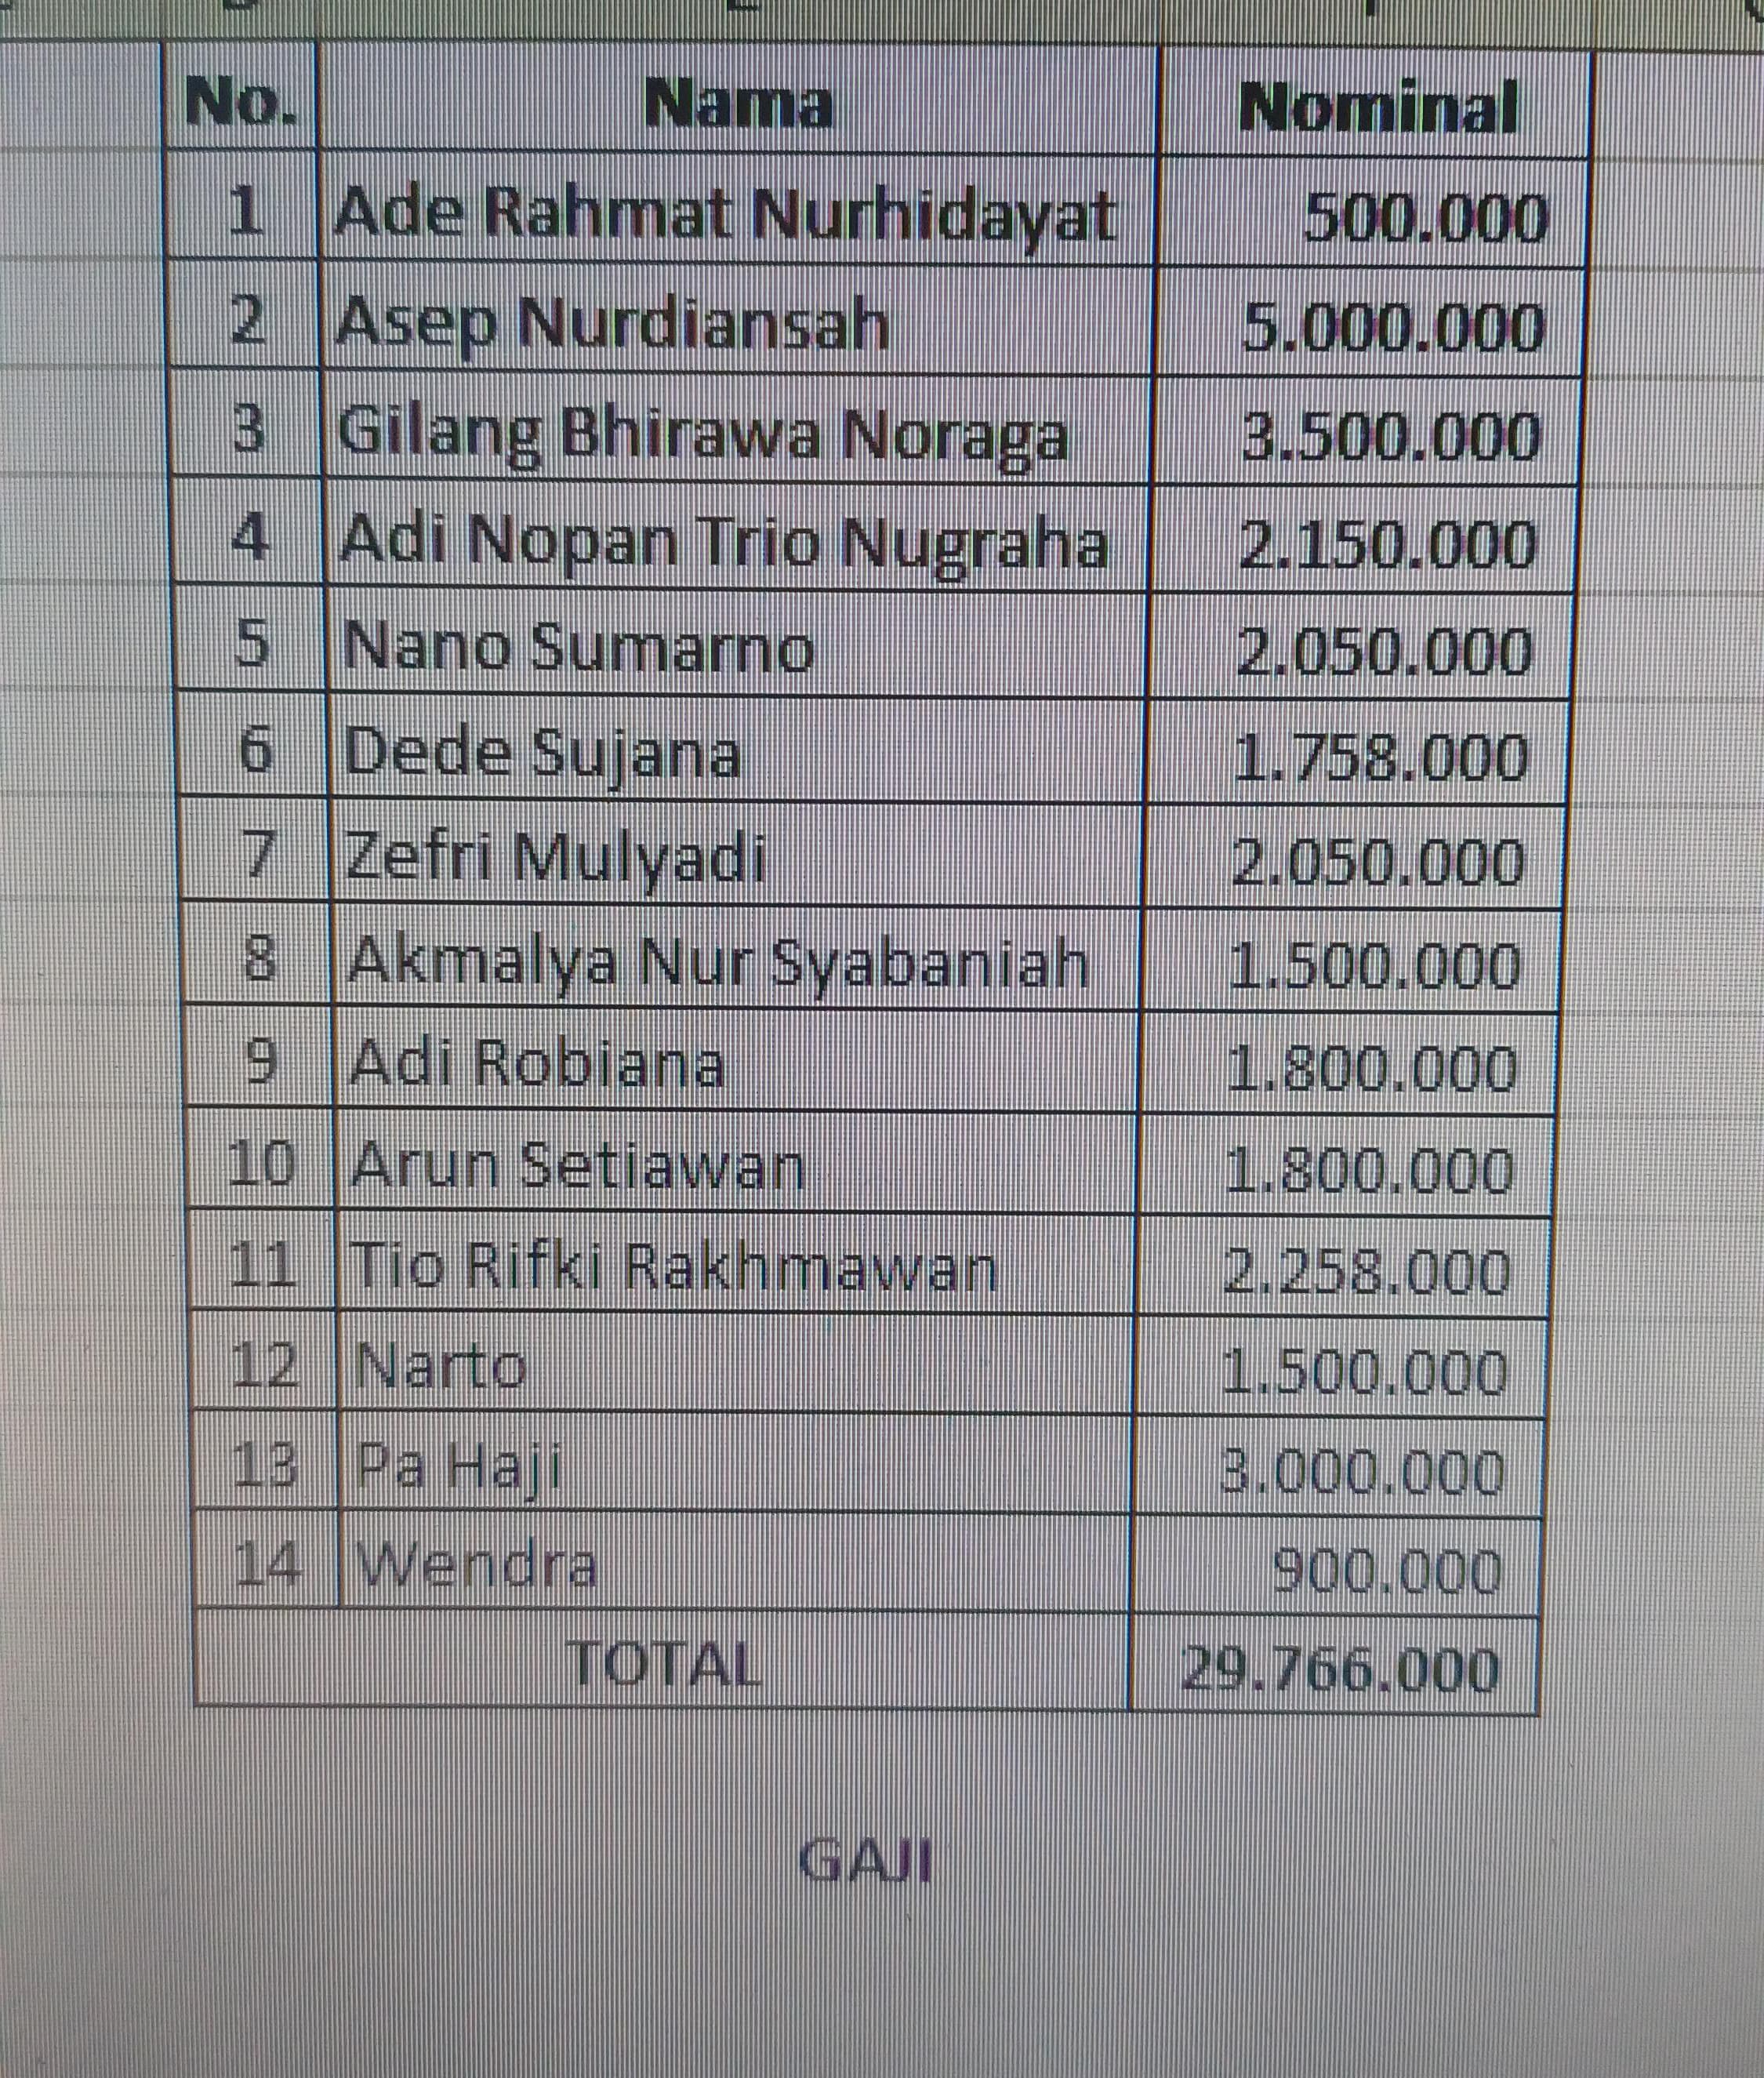 No. Nama Nominal
1 Ade Rahmat Nurhidayat 500.000
2 Asep Nurdiansah 5.000.000
3 Gilang Bhirawa Noraga 3.500.000
4 Adi Nopan Trio Nugraha 2.150.000
5 Nano Sumarno 2.050.000
6 Dede Sujana 1.758.000
7 Zefri Mulyadi 2.050.000
8 Akmalya Nur Syabaniah 1.500.000
9 Adi Robiana 1.800.000
10 Arun Setiawan 1.800.000
11 Tio Rifki Rakhmawan 2.258.000
12 Narto 1.500.000
13 Pa Haji 3.000.000
14 Wendra 900.000
TOTAL 29.766.000
GAJI